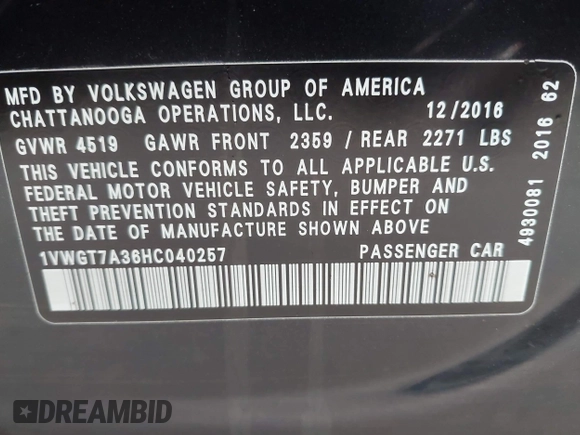 MFD BY VOLKSWAGEN GROUP OF AMERICA
CHATTANOOGA OPERATIONS, LLC. 12/2016
GVWR 4519 GAWR FRONT 2359 / REAR 2271 LBS
THIS VEHICLE CONFORMS TO ALL APPLICABLE U.S.
FEDERAL MOTOR VEHICLE SAFETY, BUMPER AND
THEFT PREVENTION STANDARDS IN EFFECT ON
THE DATE OF MANUFACTURE SHOWN ABOVE
1VWGT7A36HC040257 PASSENGER CAR
4930081 2016 62
DREAMBID